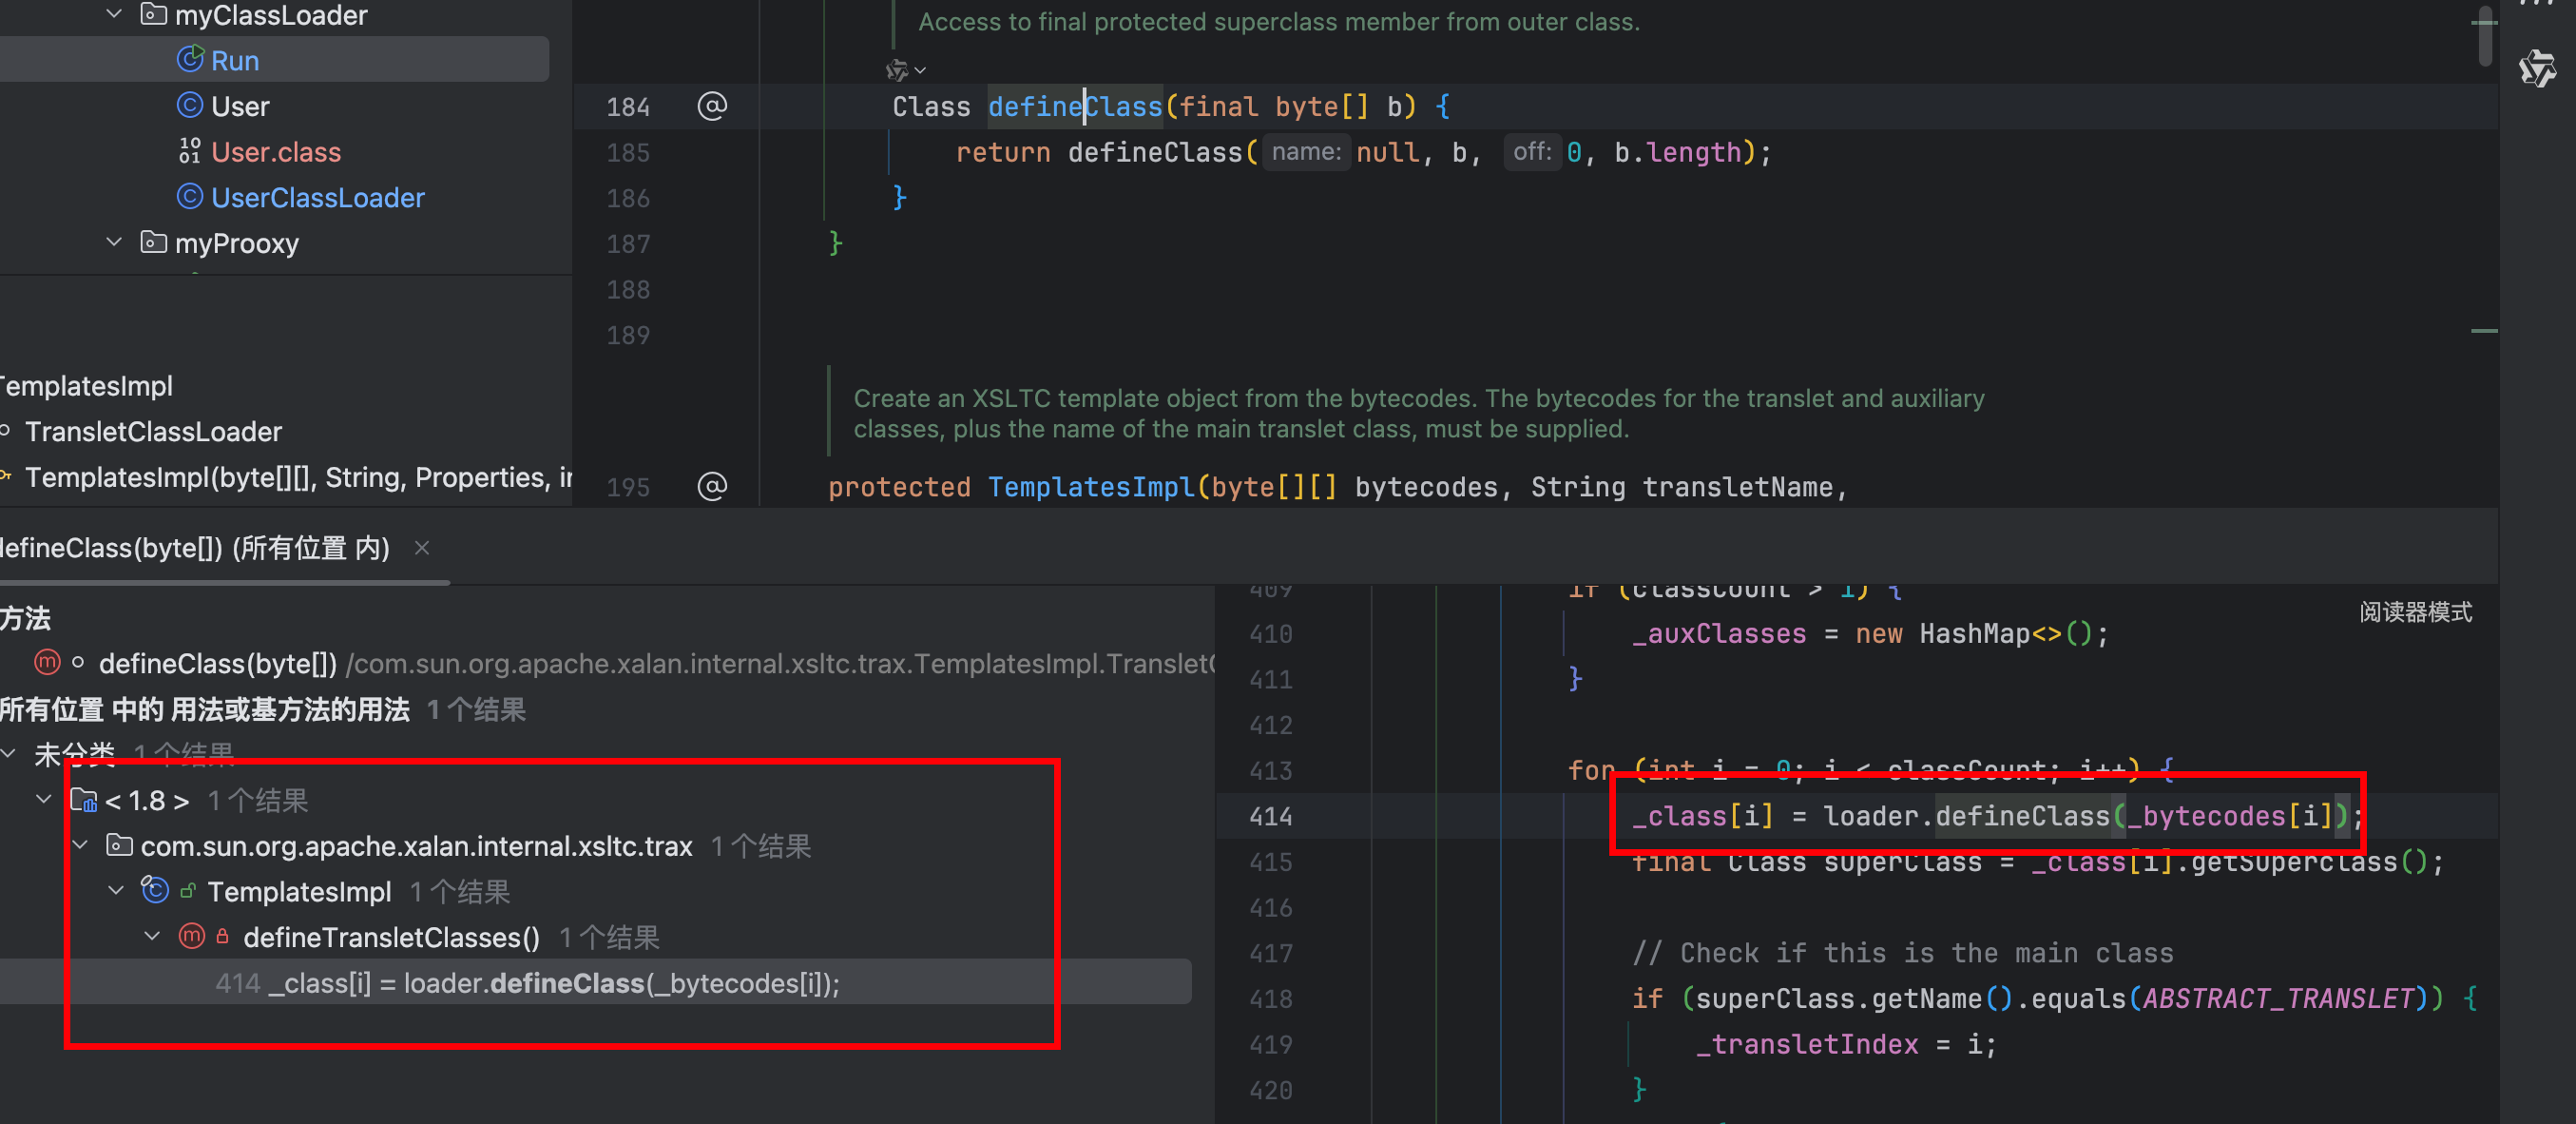 myClassLoader
Run
User
User.class
UserClassLoader
myProoxy
TemplatesImpl
TransletClassLoader
TemplatesImpl(byte[][], String, Properties, in
Access to final protected superclass member from outer class.
184 @ Class defineClass(final byte[] b) {
185 return defineClass( name: null, b, off: 0, b.length);
186 }
187 }
188
189
Create an XSLTC template object from the bytecodes. The bytecodes for the translet and auxiliary
classes, plus the name of the main translet class, must be supplied.
195 @ protected TemplatesImpl(byte[][] bytecodes, String transletName,
defineClass(byte[]) (所有位置 内) ×
方法
defineClass(byte[]) /com.sun.org.apache.xalan.internal.xsltc.trax.TemplatesImpl.TransletC
所有位置 中的 用法或基方法的用法 1 个结果
未分类 1 个结果
< 1.8 > 1 个结果
com.sun.org.apache.xalan.internal.xsltc.trax 1 个结果
TemplatesImpl 1 个结果
defineTransletClasses() 1 个结果
414 _class[i] = loader.defineClass(_bytecodes[i]);
阅读器模式
409 if (classCount > 1) {
410 _auxClasses = new HashMap<>();
411 }
412
413 for (int i = 0; i < classCount; i++) {
414 _class[i] = loader.defineClass(_bytecodes[i]);
415 final Class superClass = _class[i].getSuperclass();
416
417 // Check if this is the main class
418 if (superClass.getName().equals(ABSTRACT_TRANSLET)) {
419 _transletIndex = i;
420 }